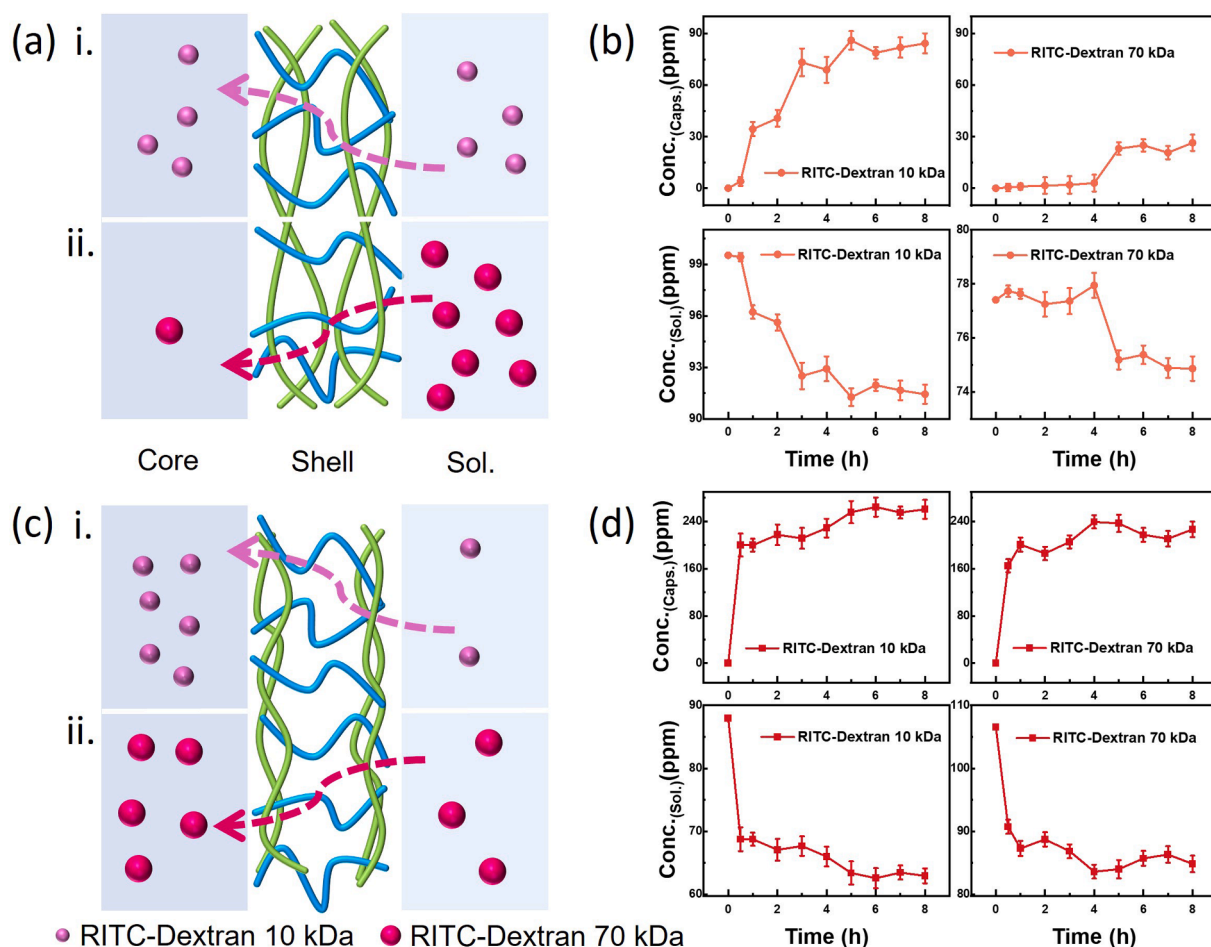 (a) i.
ii.
Core Shell Sol.
(b)
Conc.(Caps.)(ppm)
90
60
30
0
RITC-Dextran 10 kDa
0 2 4 6 8
90
60
30
0
RITC-Dextran 70 kDa
0 2 4 6 8
Conc.(Sol.)(ppm)
99
96
93
90
RITC-Dextran 10 kDa
0 2 4 6 8
Time (h)
78
76
74
RITC-Dextran 70 kDa
0 2 4 6 8
Time (h)
(c) i.
ii.
RITC-Dextran 10 kDa RITC-Dextran 70 kDa
(d)
Conc.(Caps.)(ppm)
240
160
80
0
RITC-Dextran 10 kDa
0 2 4 6 8
240
160
80
0
RITC-Dextran 70 kDa
0 2 4 6 8
Conc.(Sol.)(ppm)
90
80
70
60
RITC-Dextran 10 kDa
0 2 4 6 8
Time (h)
110
100
90
80
RITC-Dextran 70 kDa
0 2 4 6 8
Time (h)